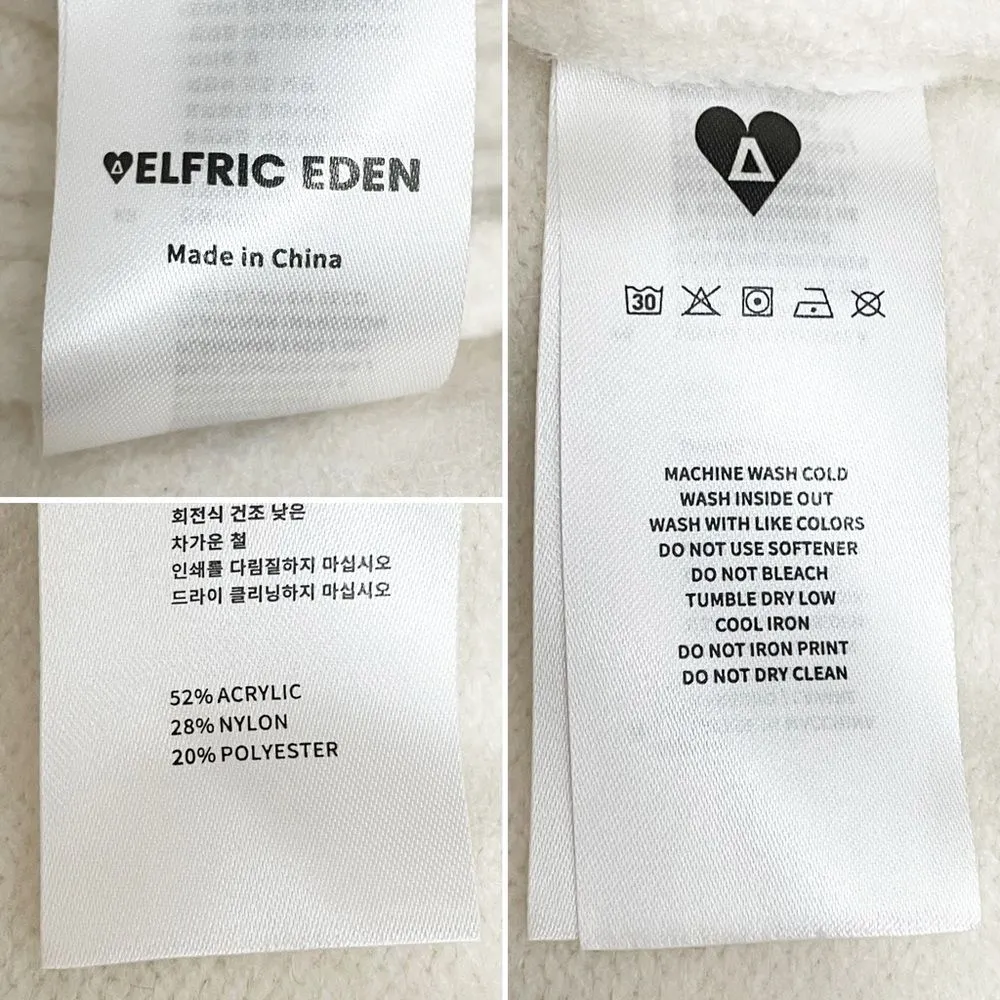 ELFRIC EDEN
Made in China
회전식 건조 낮은
차가운 철
인쇄를 다림질하지 마십시오
드라이 클리닝하지 마십시오
52% ACRYLIC
28% NYLON
20% POLYESTER
30
MACHINE WASH COLD
WASH INSIDE OUT
WASH WITH LIKE COLORS
DO NOT USE SOFTENER
DO NOT BLEACH
TUMBLE DRY LOW
COOL IRON
DO NOT IRON PRINT
DO NOT DRY CLEAN